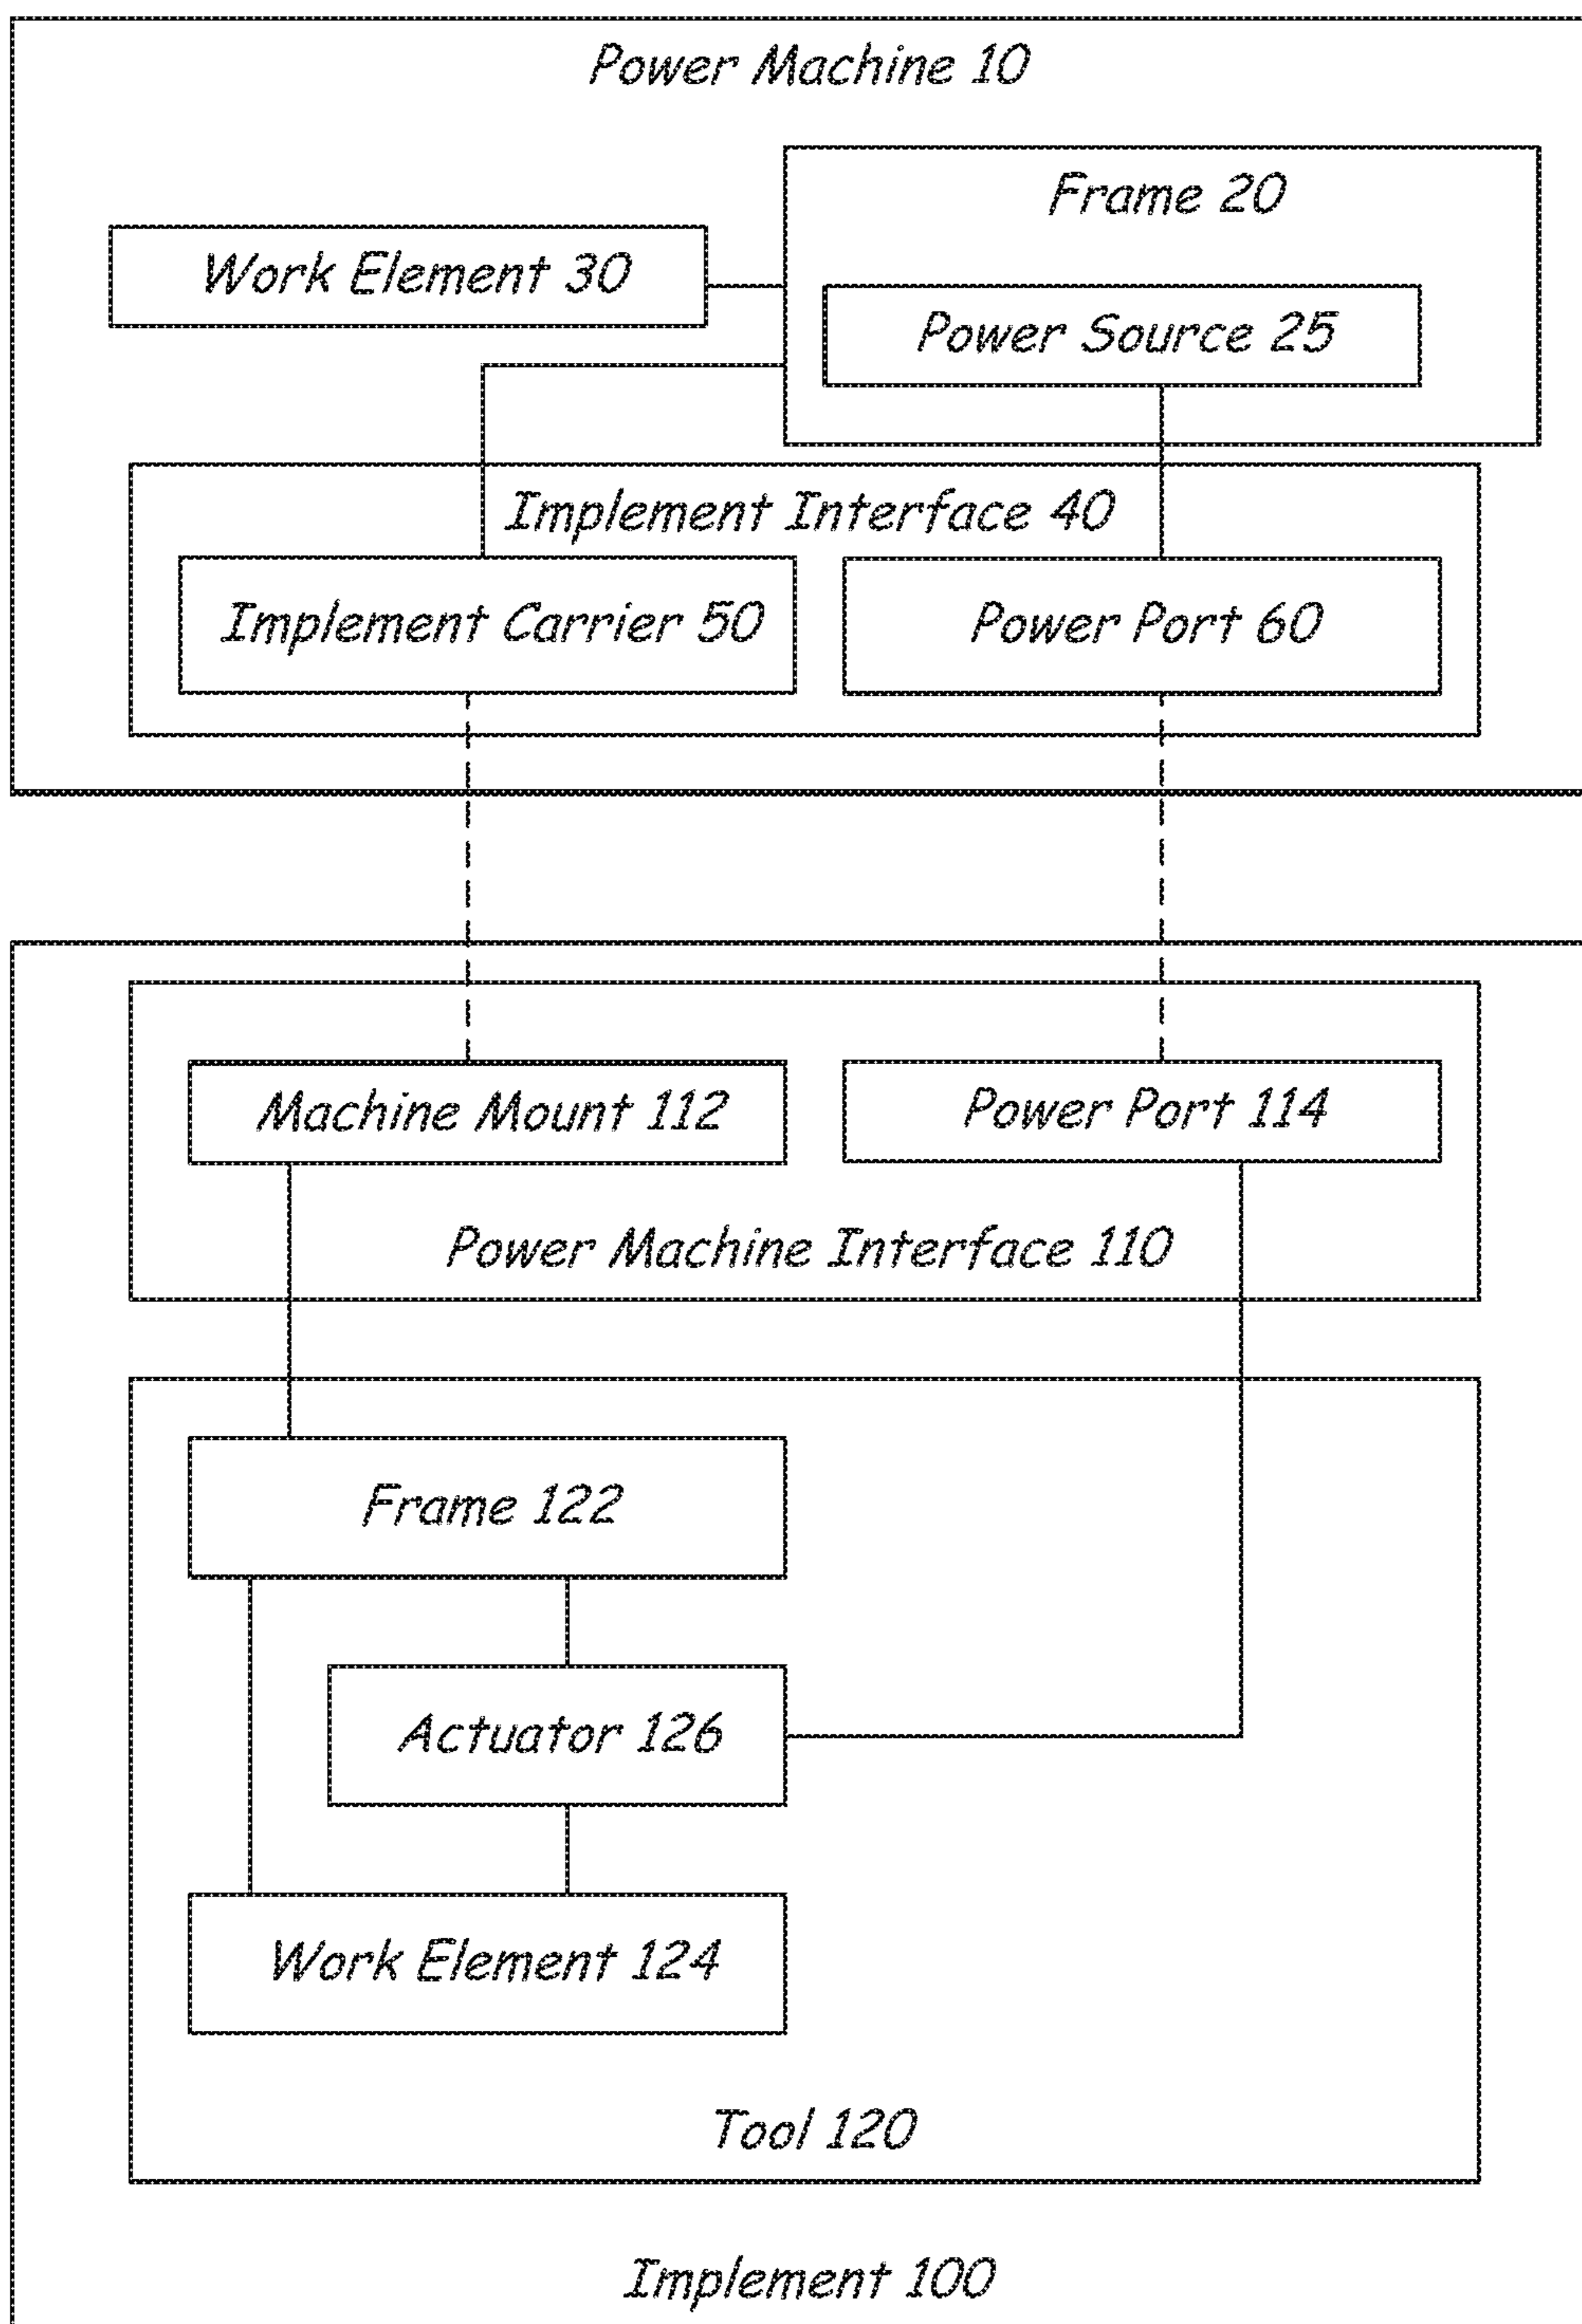 Power Machine 10
Frame 20
Work Element 30
Power Source 25
Implement Interface 40
Implement Carrier 50
Power Port 60
Machine Mount 112
Power Port 114
Power Machine Interface 110
Frame 122
Actuator 126
Work Element 124
Tool 120
Implement 100